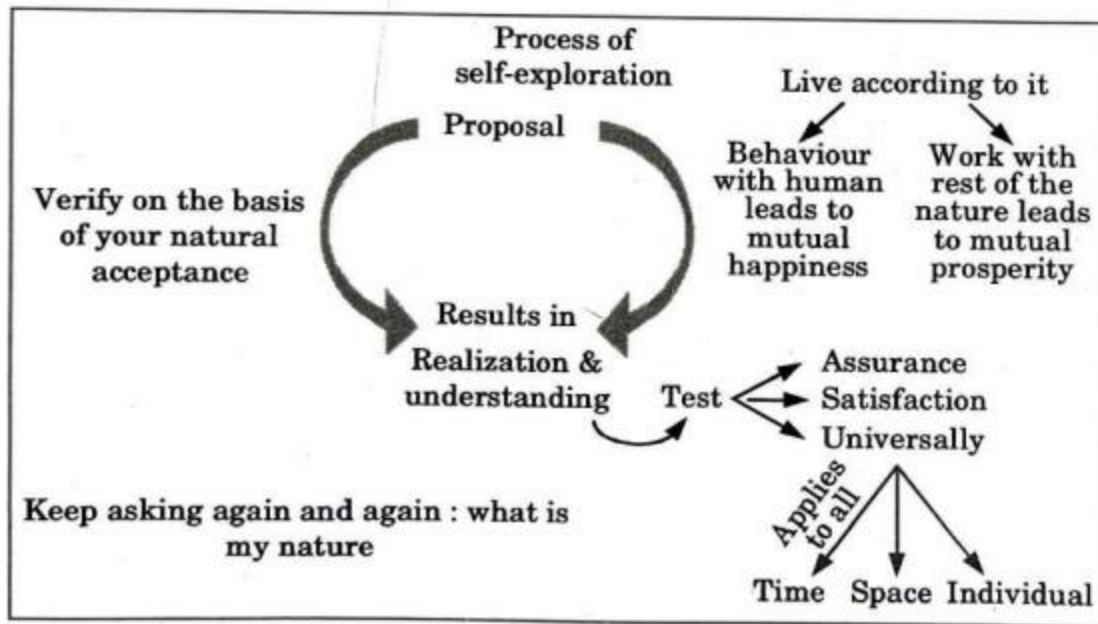 Process of
self-exploration
Proposal
Verify on the basis
of your natural
acceptance
Live according to it
Behaviour
with human
leads to
mutual
happiness
Work with
rest of the
nature leads
to mutual
prosperity
Results in
Realization &
understanding
Test
Assurance
Satisfaction
Universally
Applies
to all
Time
Space
Individual
Keep asking again and again : what is
my nature